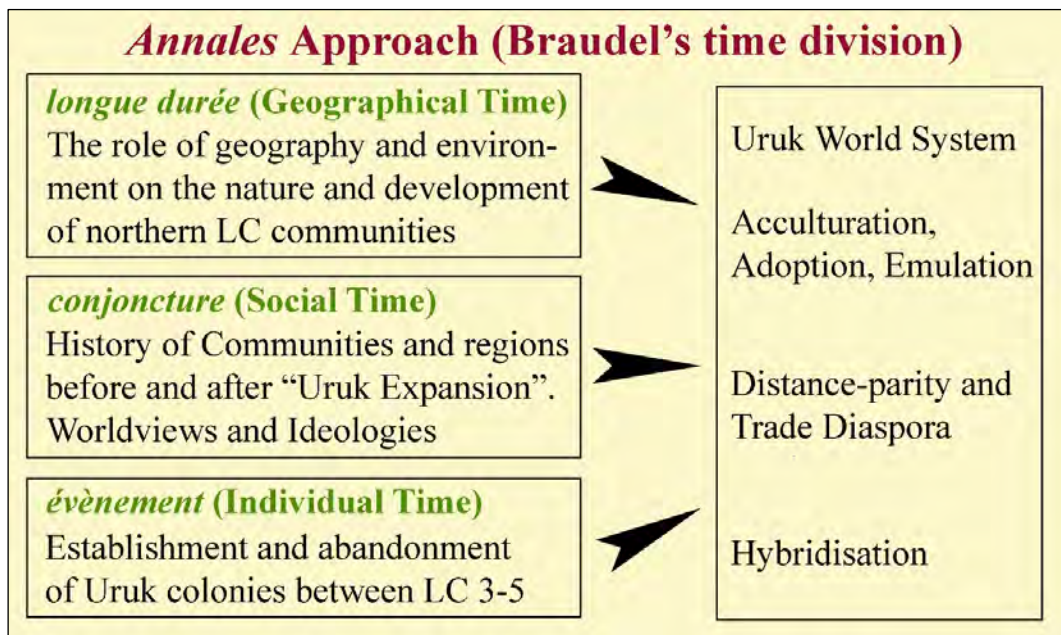 Annales Approach (Braudel's time division)
longue durée (Geographical Time)
The role of geography and environ-
ment on the nature and development
of northern LC communities
conjoncture (Social Time)
History of Communities and regions
before and after “Uruk Expansion”.
Worldviews and Ideologies
évènement (Individual Time)
Establishment and abandonment
of Uruk colonies between LC 3-5
Uruk World System
Acculturation,
Adoption, Emulation
Distance-parity and
Trade Diaspora
Hybridisation